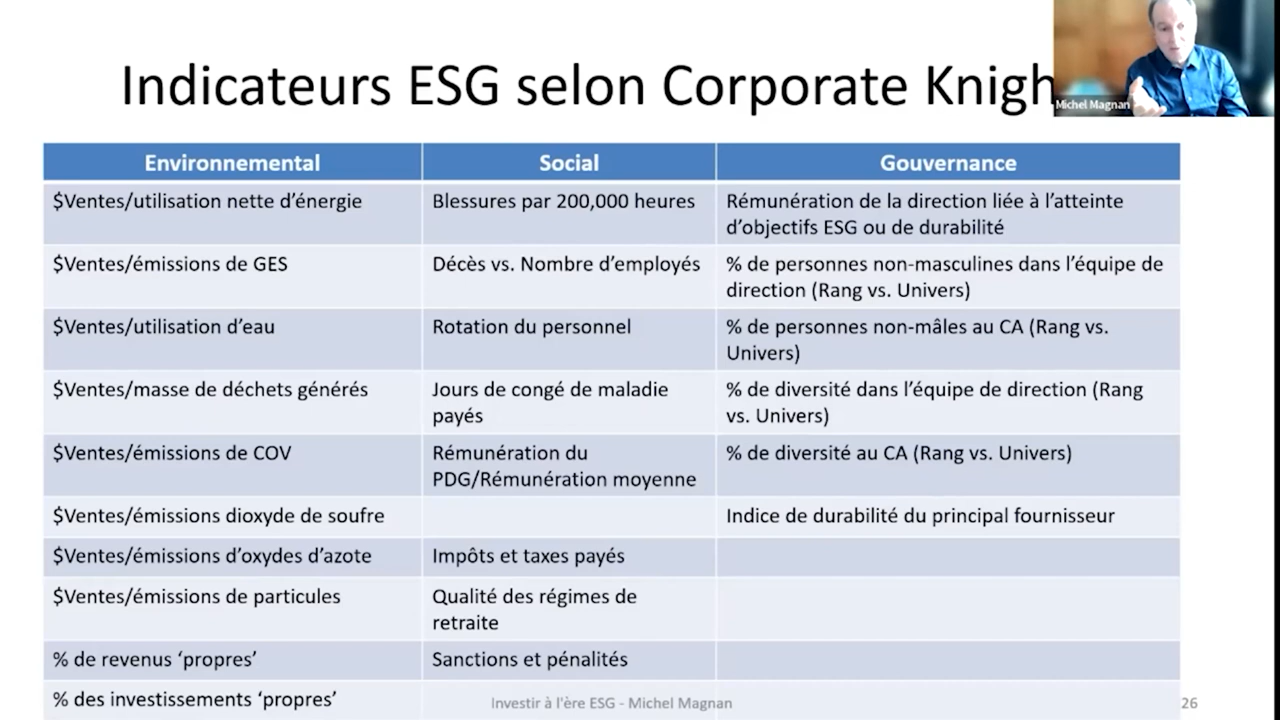 Indicateurs ESG selon Corporate Knigh
Michel Magnan
Environnemental Social Gouvernance
$Ventes/utilisation nette d'énergie
Blessures par 200,000 heures
Rémunération de la direction liée à l'atteinte
d'objectifs ESG ou de durabilité
$Ventes/émissions de GES
Décès vs. Nombre d'employés
% de personnes non-masculines dans l'équipe de
direction (Rang vs. Univers)
$Ventes/utilisation d'eau
Rotation du personnel
% de personnes non-mâles au CA (Rang vs.
Univers)
$Ventes/masse de déchets générés
Jours de congé de maladie
payés
% de diversité dans l'équipe de direction (Rang
vs. Univers)
$Ventes/émissions de COV
Rémunération du
PDG/Rémunération moyenne
% de diversité au CA (Rang vs. Univers)
$Ventes/émissions dioxyde de soufre
Indice de durabilité du principal fournisseur
$Ventes/émissions d'oxydes d'azote
Impôts et taxes payés
$Ventes/émissions de particules
Qualité des régimes de
retraite
% de revenus 'propres'
Sanctions et pénalités
% des investissements 'propres'
Investir à l'ère ESG - Michel Magnan
26